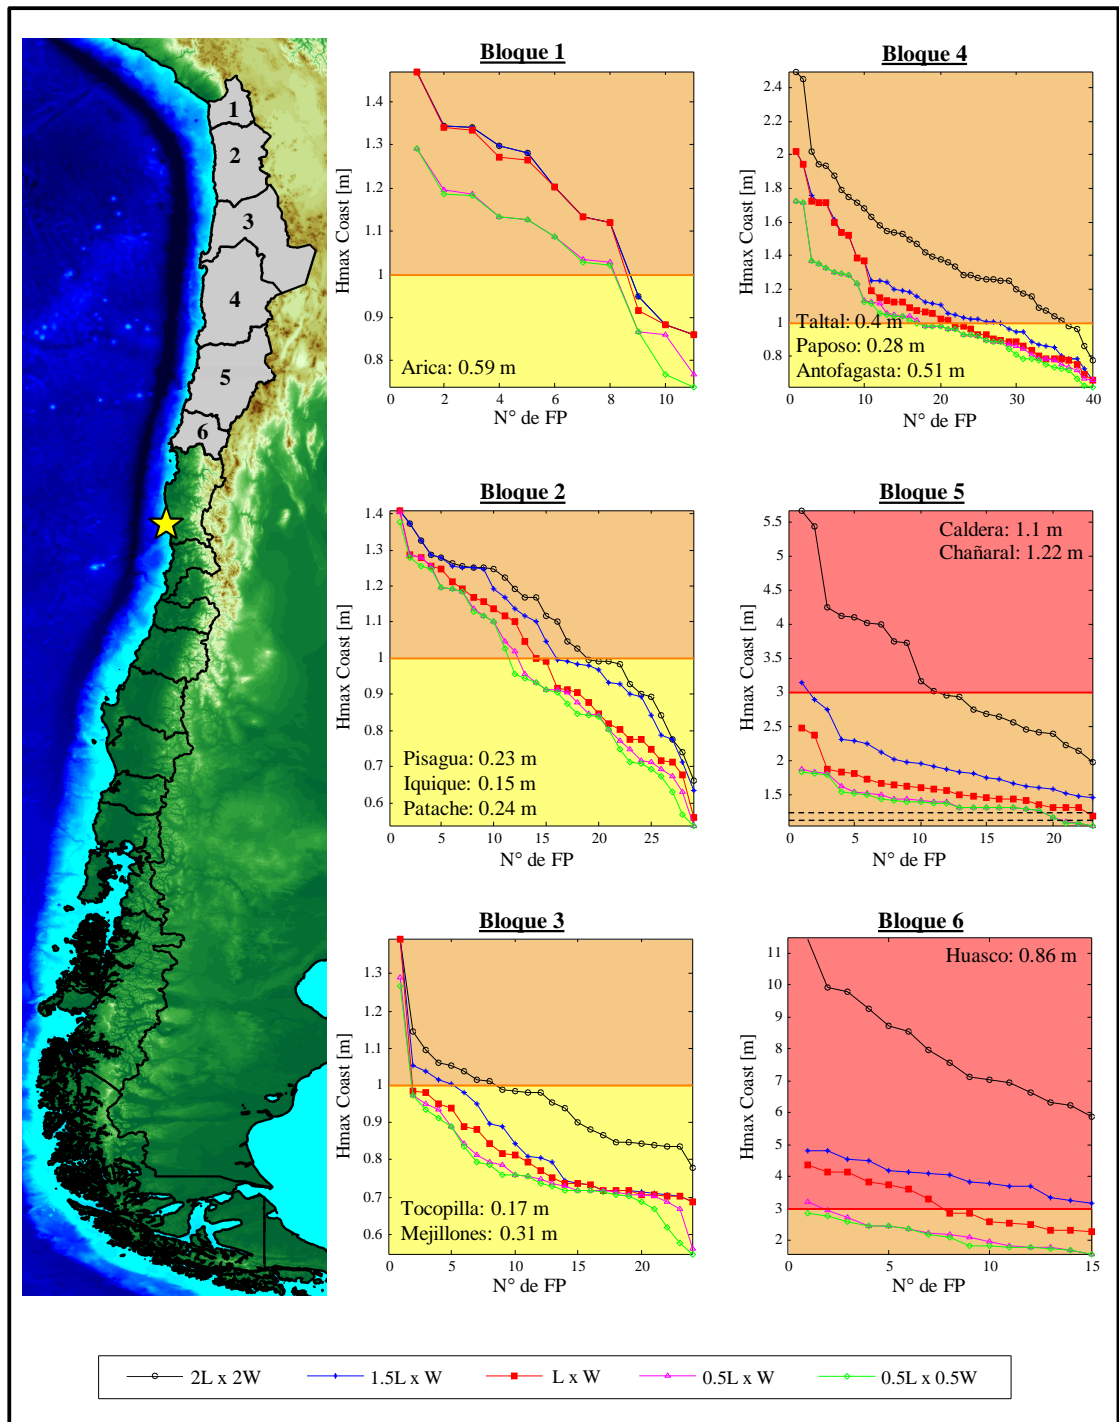 1
2
3
4
5
6
Bloque 1
Hmax Coast [m]
1.4
1.3
1.2
1.1
1
0.9
0.8
Arica: 0.59 m
0 2 4 6 8 10
N° de FP
Bloque 4
Hmax Coast [m]
2.4
2.2
2
1.8
1.6
1.4
1.2
1
0.8
Taltal: 0.4 m
Paposo: 0.28 m
Antofagasta: 0.51 m
0 10 20 30 40
N° de FP
Bloque 2
Hmax Coast [m]
1.4
1.3
1.2
1.1
1
0.9
0.8
0.7
0.6
Pisagua: 0.23 m
Iquique: 0.15 m
Patache: 0.24 m
0 5 10 15 20 25
N° de FP
Bloque 5
Hmax Coast [m]
5.5
5
4.5
4
3.5
3
2.5
2
1.5
Caldera: 1.1 m
Chañaral: 1.22 m
0 5 10 15 20
N° de FP
Bloque 3
Hmax Coast [m]
1.3
1.2
1.1
1
0.9
0.8
0.7
0.6
Tocopilla: 0.17 m
Mejillones: 0.31 m
0 5 10 15 20
N° de FP
Bloque 6
Hmax Coast [m]
11
10
9
8
7
6
5
4
3
2
Huasco: 0.86 m
0 5 10 15
N° de FP
2L x 2W 1.5L x W L x W 0.5L x W 0.5L x 0.5W